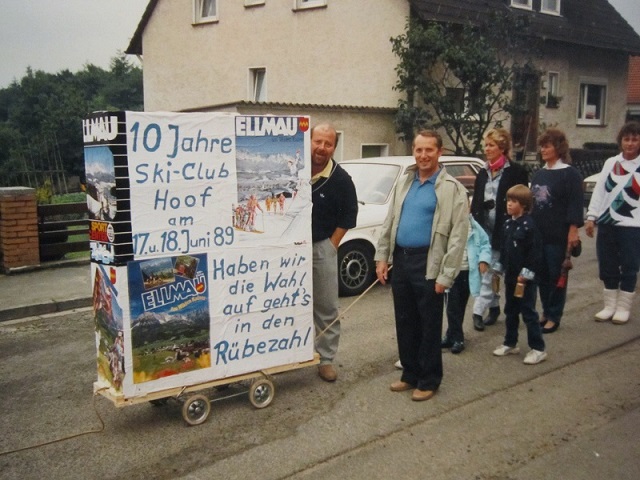 ELLMAU
10 Jahre
Ski-Club
Hoof
am
17.u.18.Juni 89
ELLMAU
ELLMAU
Haben wir
die Wahl
auf geht's
in den
Rübezahl
SPORT